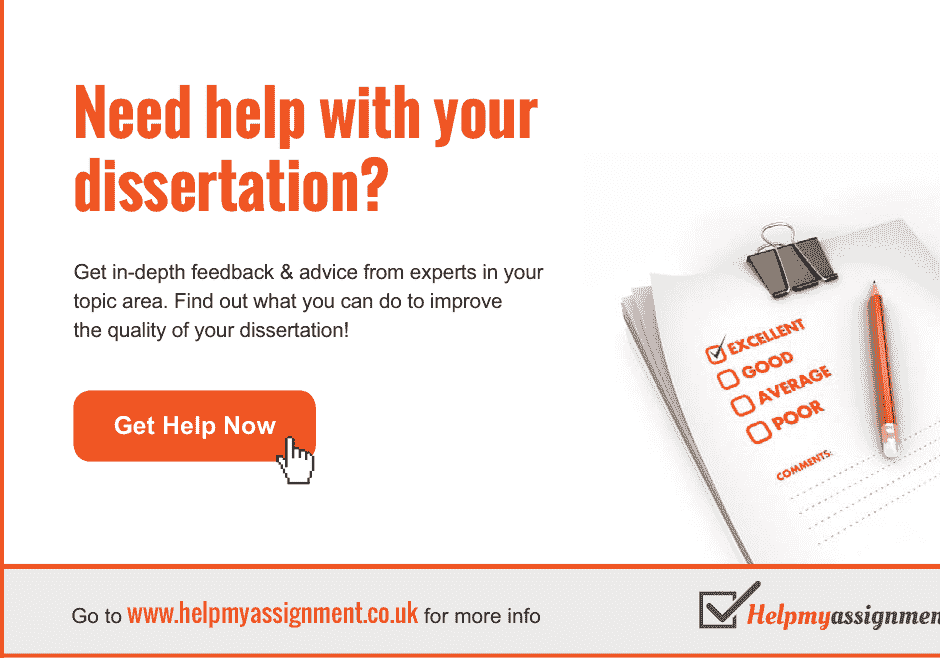 Need help with your
dissertation?
Get in-depth feedback & advice from experts in your
topic area. Find out what you can do to improve
the quality of your dissertation!
Get Help Now
EXCELLENT
GOOD
AVERAGE
POOR
COMMENTS:
Go to www.helpmyassignment.co.uk for more info
Helpmyassignmen